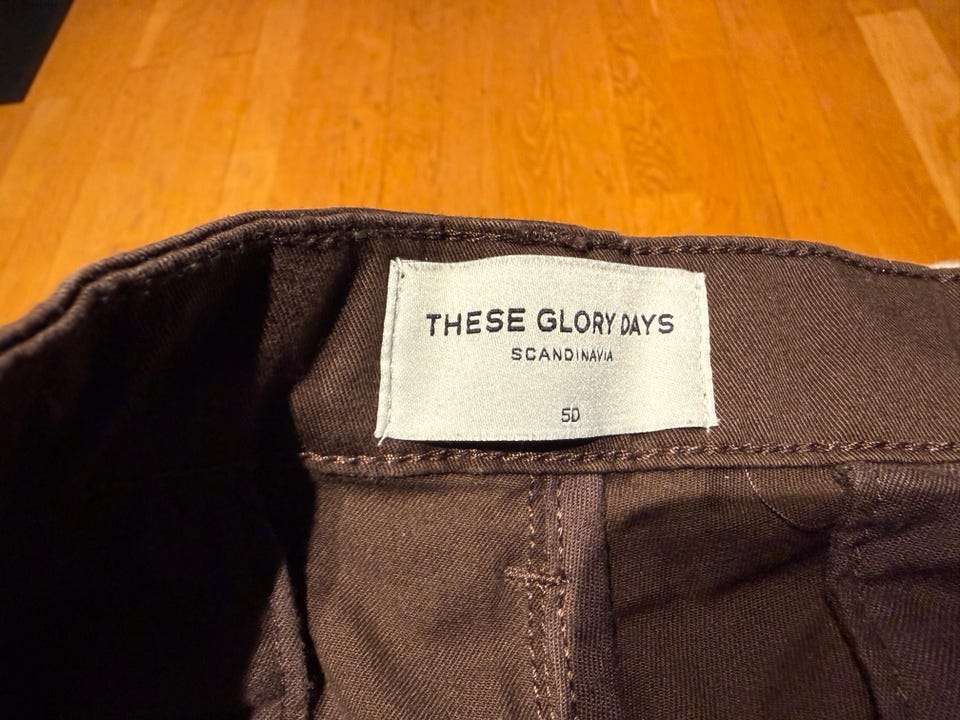 THESE GLORY DAYS
SCANDINAVIA
50